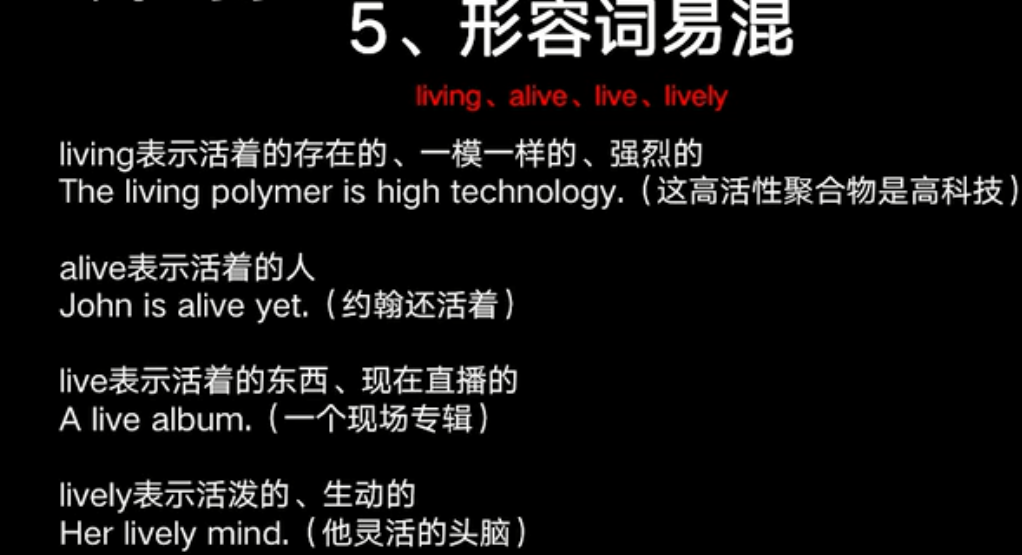 5、形容词易混
living、alive、live、lively
living表示活着的存在的、一模一样的、强烈的
The living polymer is high technology.（这高活性聚合物是高科技）
alive表示活着的人
John is alive yet.（约翰还活着）
live表示活着的东西、现在直播的
A live album.（一个现场专辑）
lively表示活泼的、生动的
Her lively mind.（他灵活的头脑）